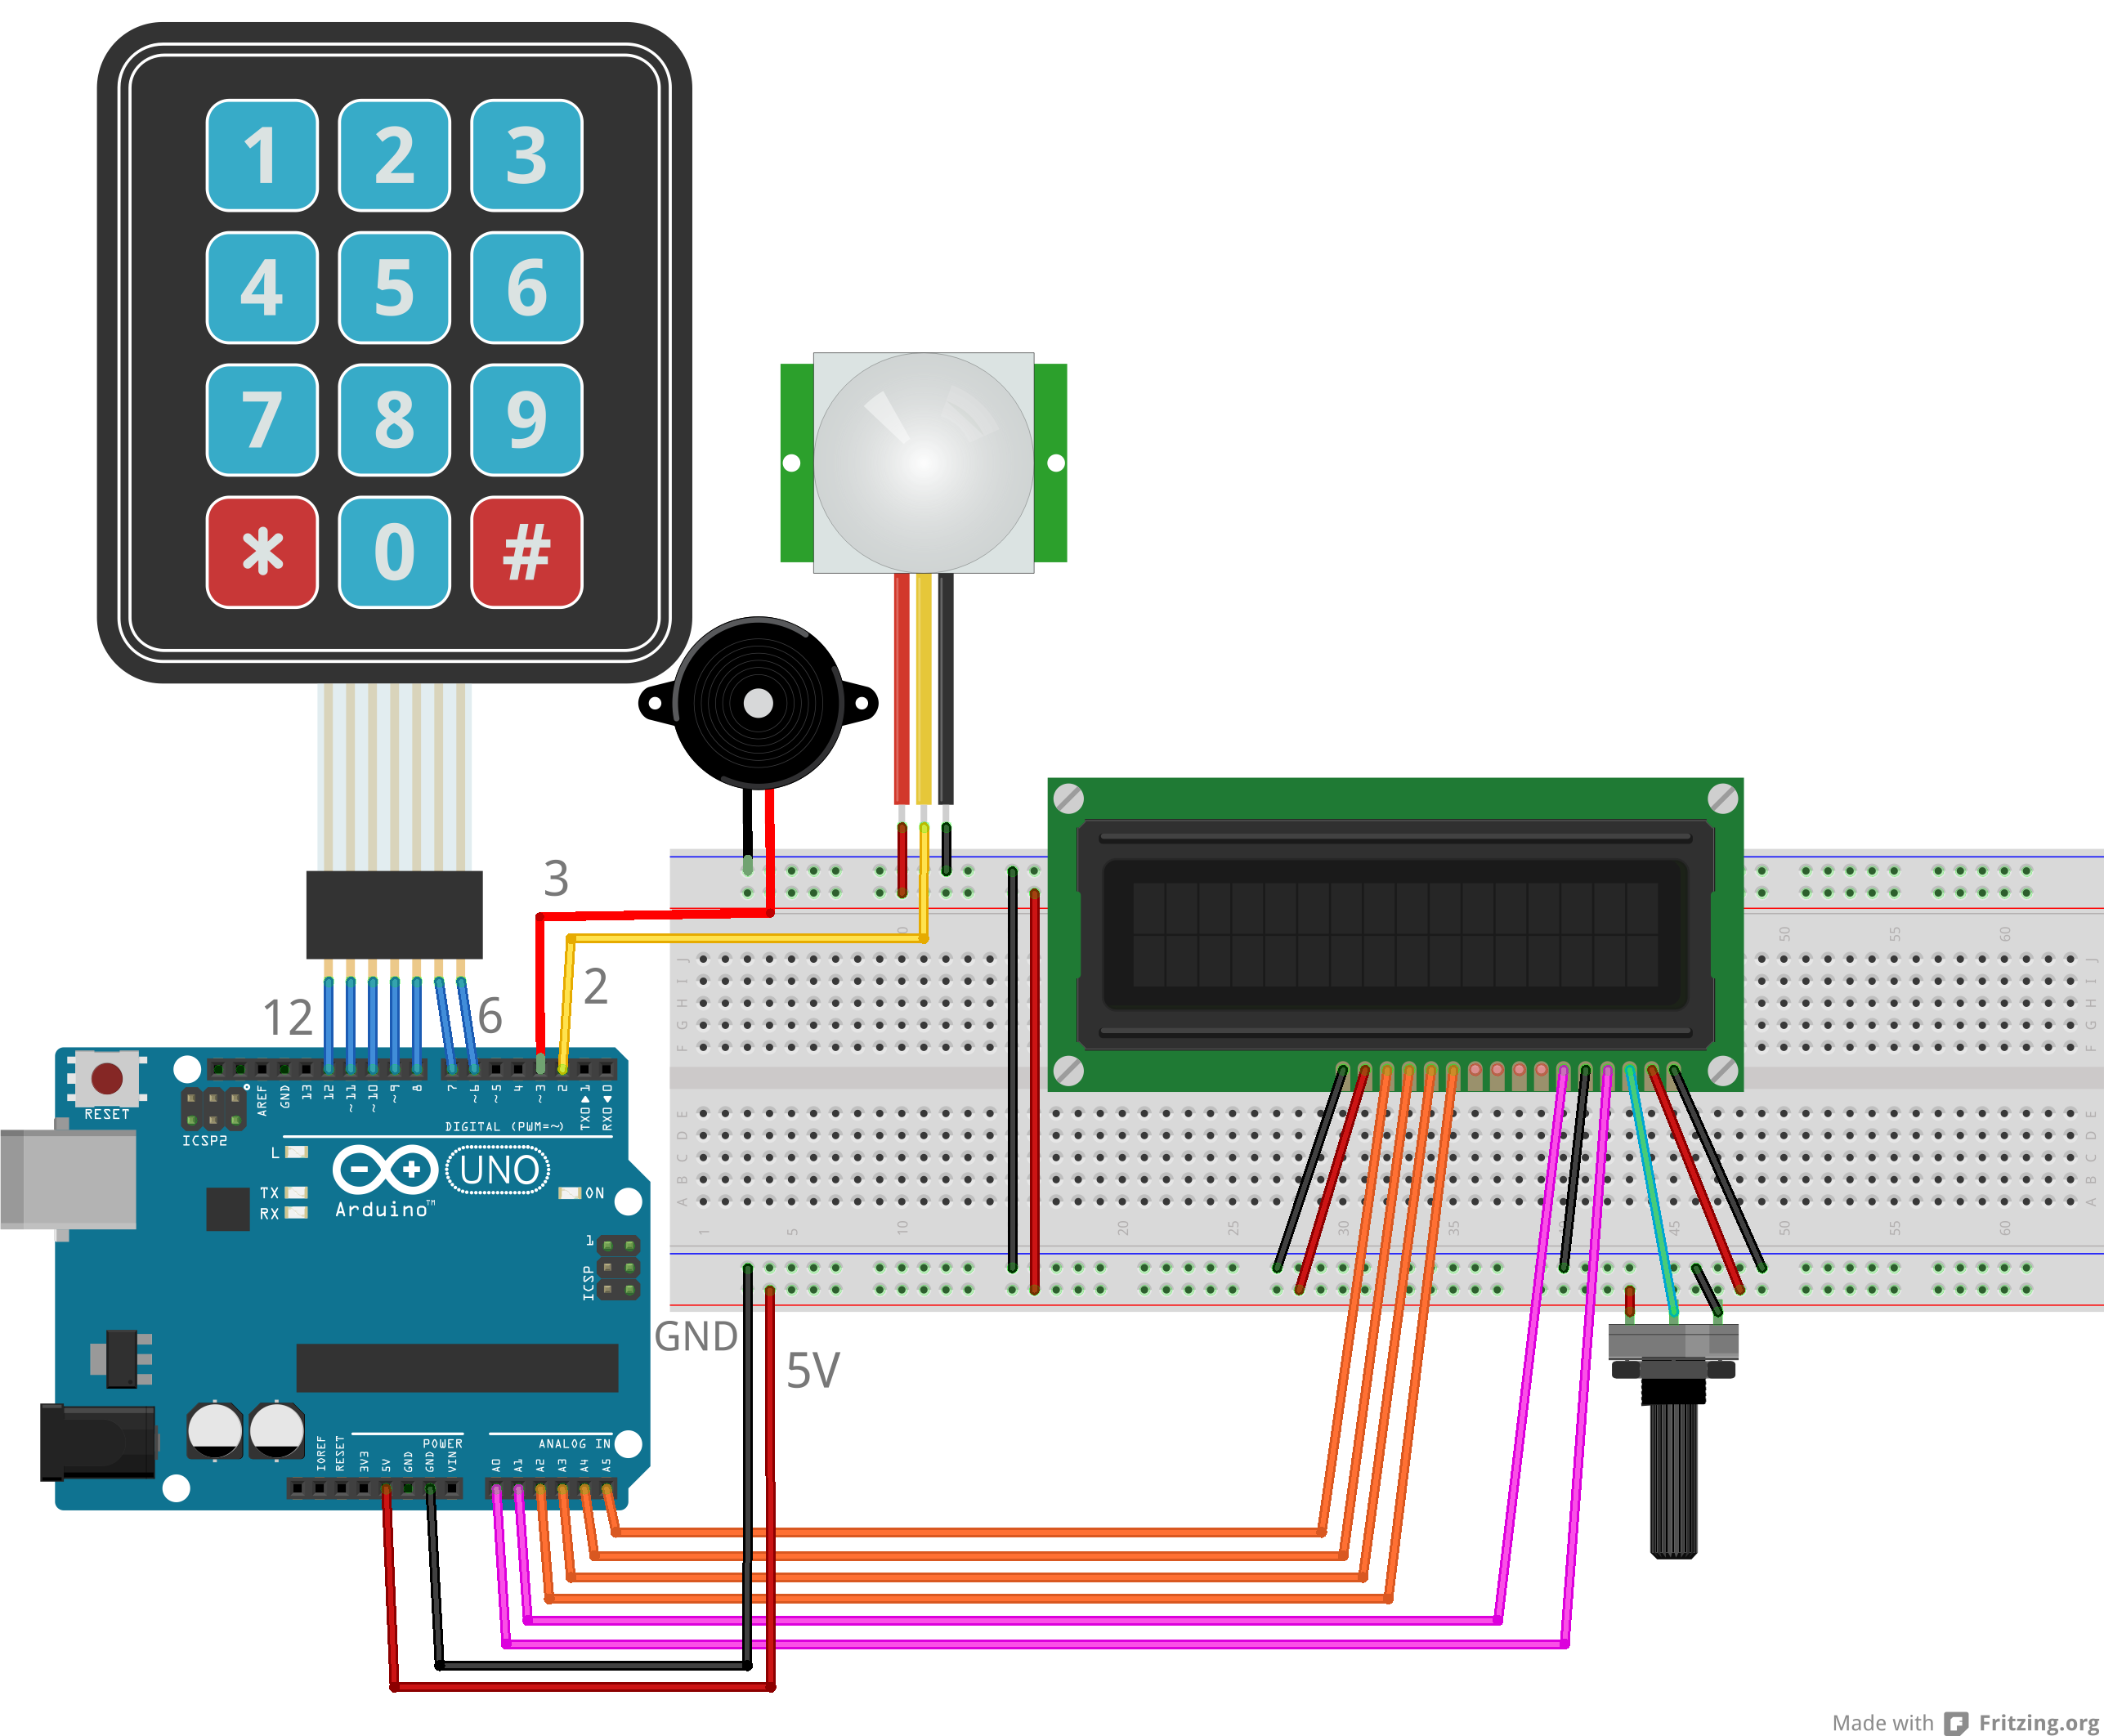 1 2 3
4 5 6
7 8 9
* 0 #
3
2
12
6
RESET
ICSP2
AREF
GND
13
12
~11
~10
~9
8
7
~6
~5
4
~3
2
TX0▶1
RX0◀0
DIGITAL (PWM=~)
L
TX
RX
Arduino™
UNO
ON
1
ICSP
IOREF
RESET
3V3
5V
GND
GND
VIN
POWER
ANALOG IN
A0
A1
A2
A3
A4
A5
GND
5V
50 55 60
J J
I I
H H
G G
F F
E E
D D
C C
B B
A A
1 5 10 20 25 30 35 45 50 55 60
Made with Fritzing.org